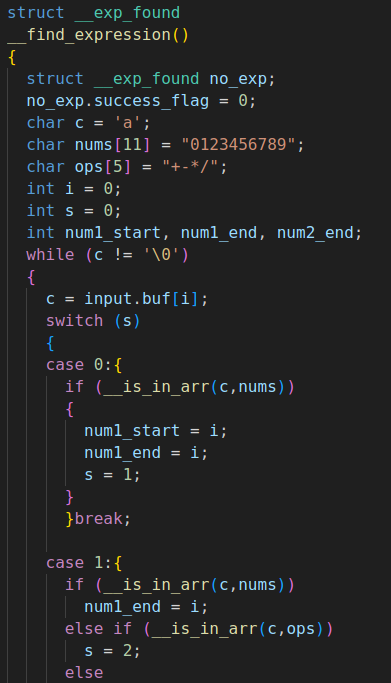 struct __exp_found
__find_expression()
{
  struct __exp_found no_exp;
  no_exp.success_flag = 0;
  char c = 'a';
  char nums[11] = "0123456789";
  char ops[5] = "+-*/";
  int i = 0;
  int s = 0;
  int num1_start, num1_end, num2_end;
  while (c != '\0')
  {
    c = input.buf[i];
    switch (s)
    {
    case 0:{
      if (__is_in_arr(c,nums))
      {
        num1_start = i;
        num1_end = i;
        s = 1;
      }
      }break;

    case 1:{
      if (__is_in_arr(c,nums))
        num1_end = i;
      else if (__is_in_arr(c,ops))
        s = 2;
      else